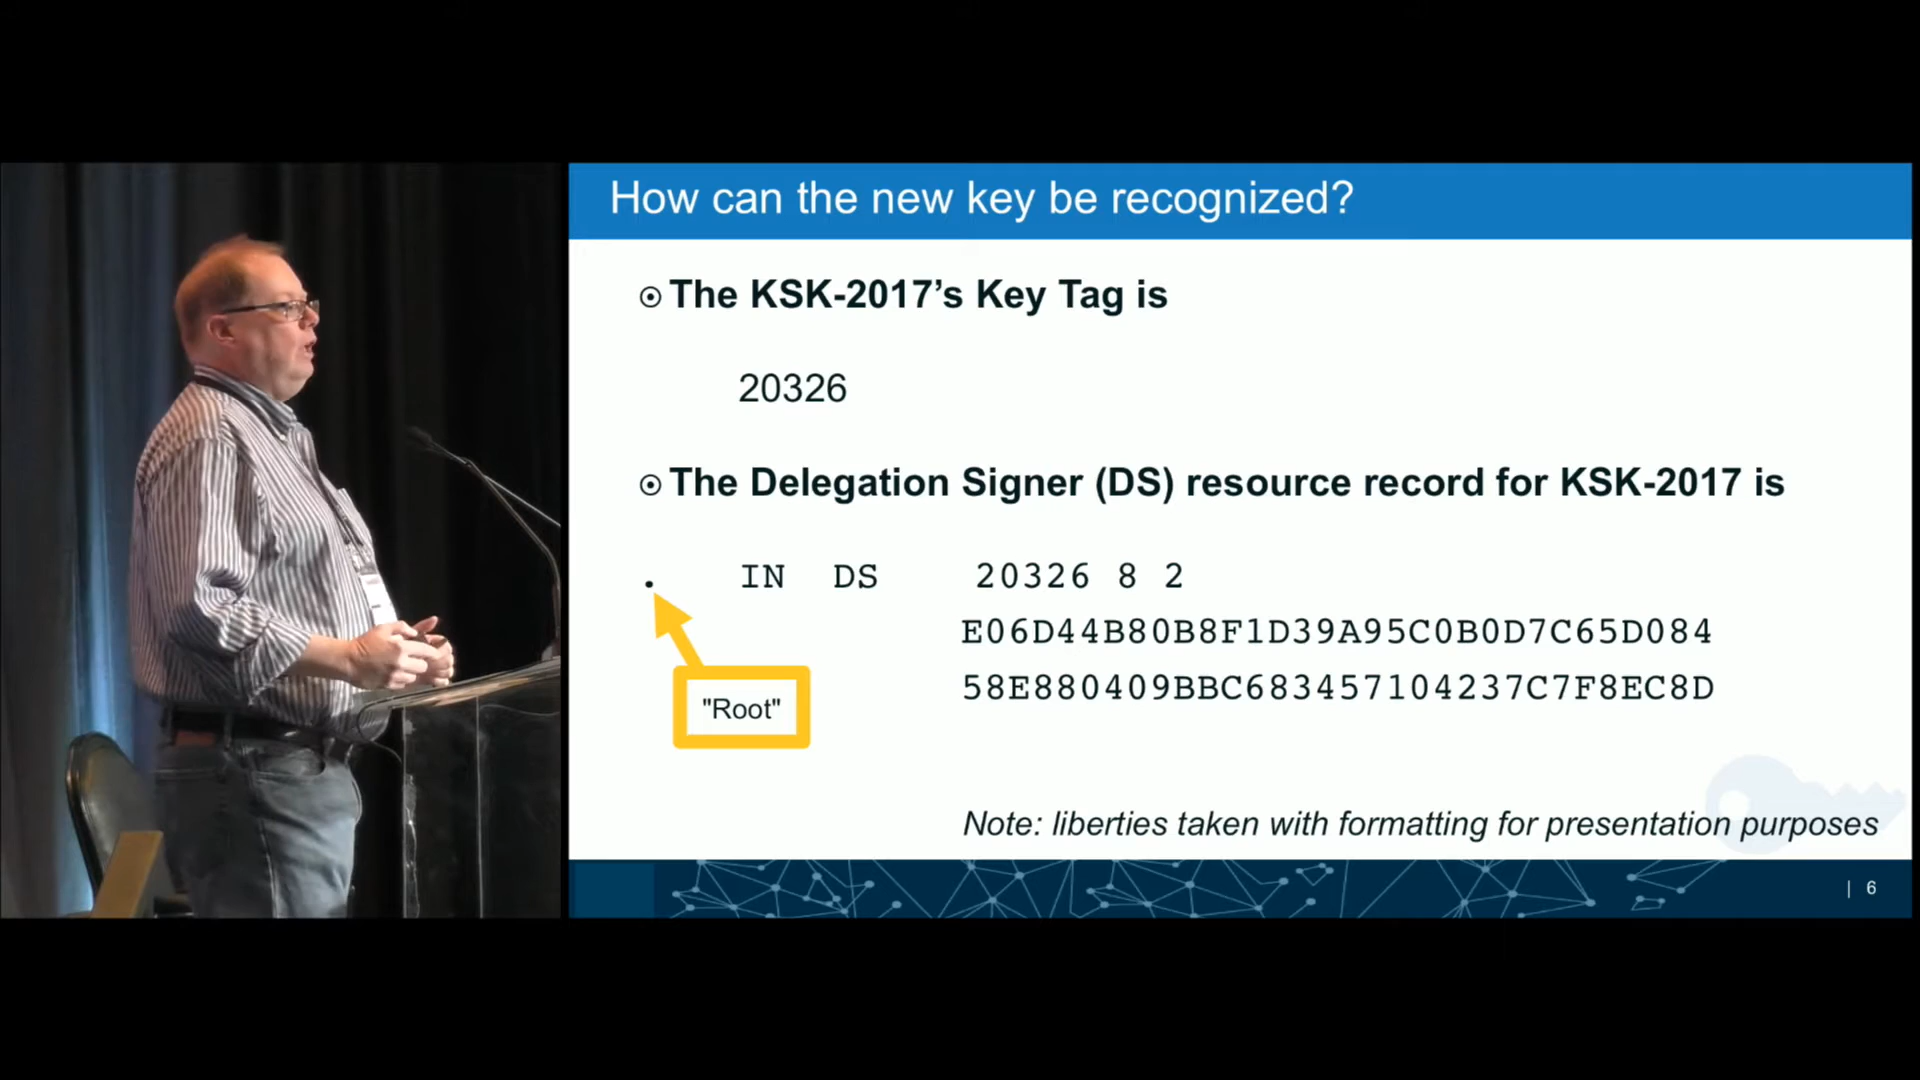 How can the new key be recognized?
The KSK-2017’s Key Tag is
20326
The Delegation Signer (DS) resource record for KSK-2017 is
. IN DS 20326 8 2
E06D44B80B8F1D39A95C0B0D7C65D084
58E880409BBC683457104237C7F8EC8D
"Root"
Note: liberties taken with formatting for presentation purposes
| 6